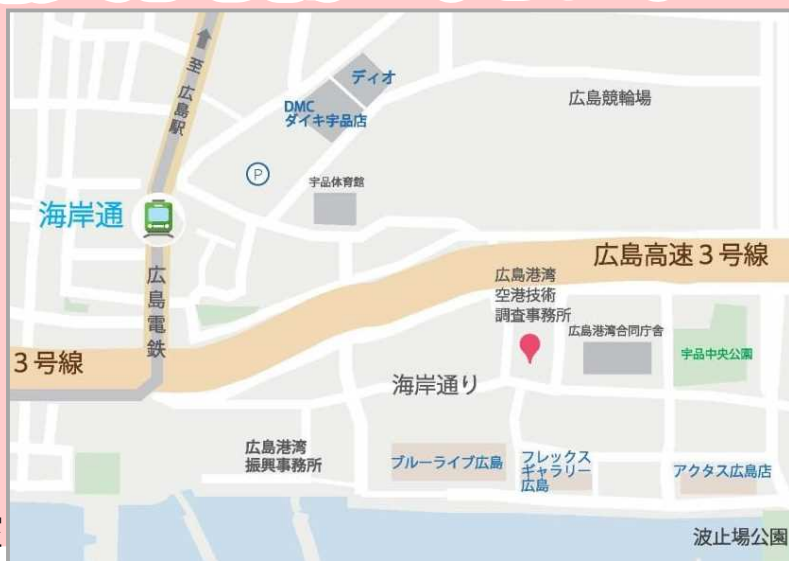 至 広島駅
ディオ
DMC
ダイキ宇品店
広島競輪場
P
宇品体育館
海岸通
広島電鉄
広島高速3号線
広島港湾
空港技術
調査事務所
広島港湾合同庁舎
宇品中央公園
3号線
海岸通り
広島港湾
振興事務所
ブルーライブ広島
フレックス
ギャラリー
広島
アクタス広島店
波止場公園